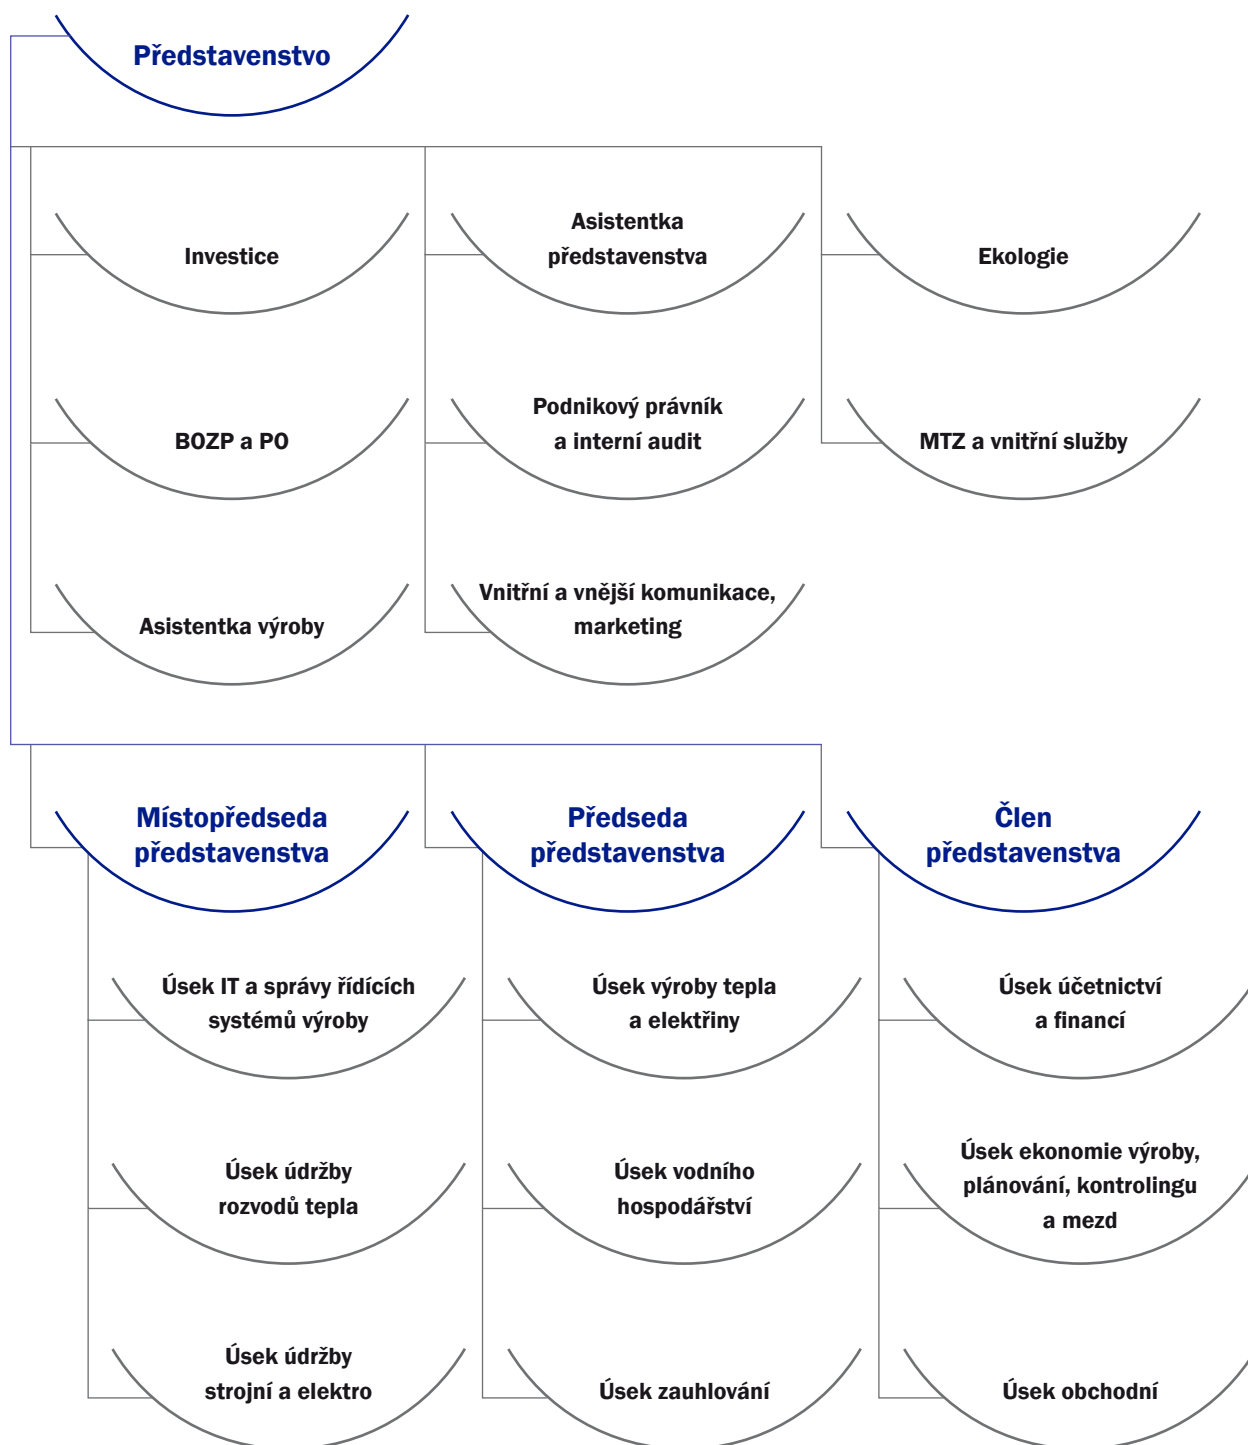 Představenstvo
Investice
Asistentka
představenstva
Ekologie
BOZP a PO
Podnikový právník
a interní audit
MTZ a vnitřní služby
Asistentka výroby
Vnitřní a vnější komunikace,
marketing
Místopředseda
představenstva
Předseda
představenstva
Člen
představenstva
Úsek IT a správy řídících
systémů výroby
Úsek výroby tepla
a elektřiny
Úsek účetnictví
a financí
Úsek údržby
rozvodů tepla
Úsek vodního
hospodářství
Úsek ekonomie výroby,
plánování, kontrolingu
a mezd
Úsek údržby
strojní a elektro
Úsek zauhlování
Úsek obchodní